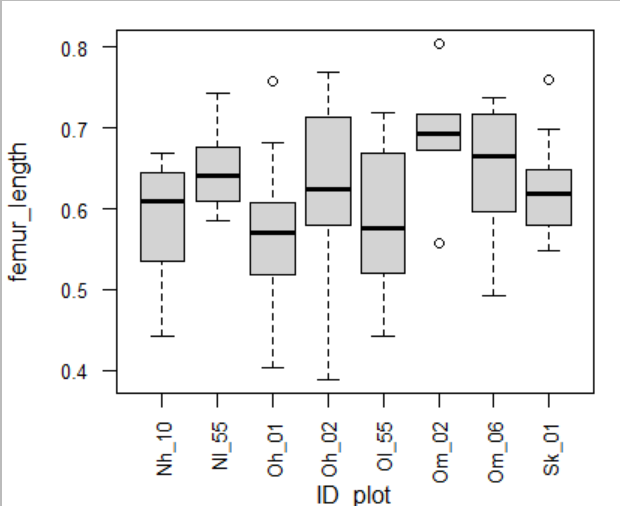 0.8
0.7
0.6
0.5
0.4
femur_length
Nh_10
Nl_55
Oh_01
Oh_02
Ol_55
Om_02
Om_06
Sk_01
ID_plot